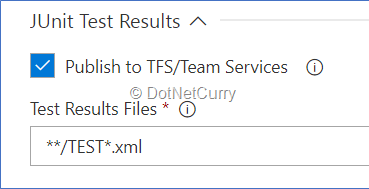 JUnit Test Results
Publish to TFS/Team Services
© DotNetCurry
Test Results Files *
**/TEST*.xml